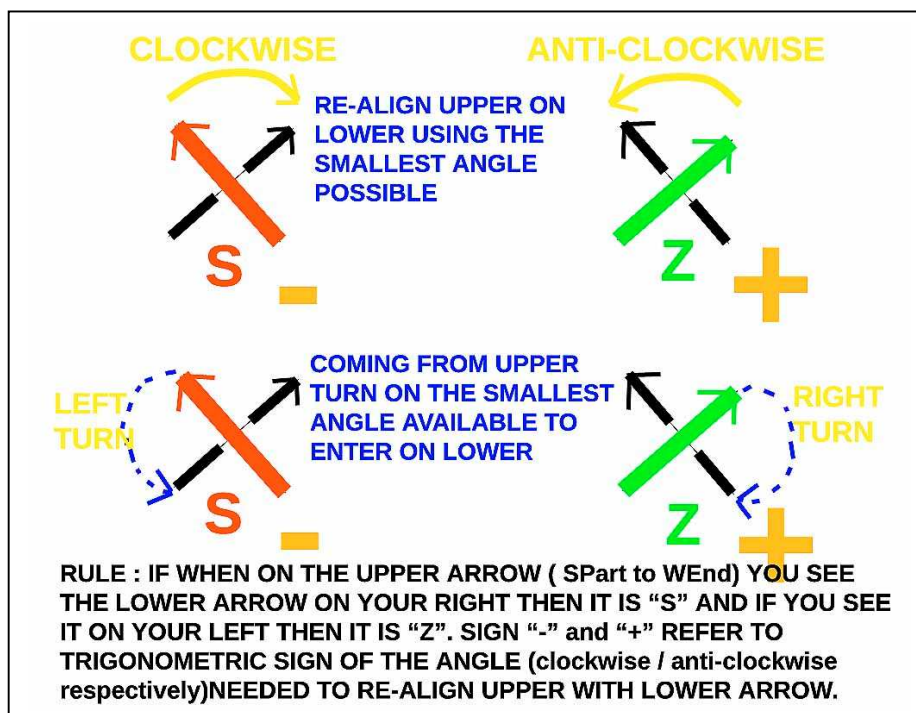 CLOCKWISE
ANTI-CLOCKWISE
RE-ALIGN UPPER ON
LOWER USING THE
SMALLEST ANGLE
POSSIBLE
S
-
Z
+
COMING FROM UPPER
TURN ON THE SMALLEST
ANGLE AVAILABLE TO
ENTER ON LOWER
LEFT
TURN
RIGHT
TURN
S
-
Z
+
RULE : IF WHEN ON THE UPPER ARROW ( SPart to WEnd) YOU SEE
THE LOWER ARROW ON YOUR RIGHT THEN IT IS “S” AND IF YOU SEE
IT ON YOUR LEFT THEN IT IS “Z”. SIGN “-” and “+” REFER TO
TRIGONOMETRIC SIGN OF THE ANGLE (clockwise / anti-clockwise
respectively)NEEDED TO RE-ALIGN UPPER WITH LOWER ARROW.